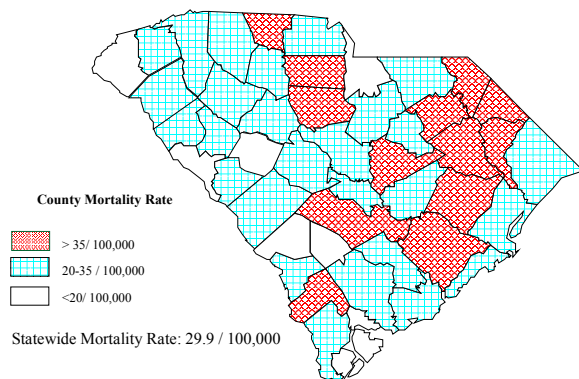 County Mortality Rate
> 35/ 100,000
20-35 / 100,000
<20/ 100,000
Statewide Mortality Rate: 29.9 / 100,000